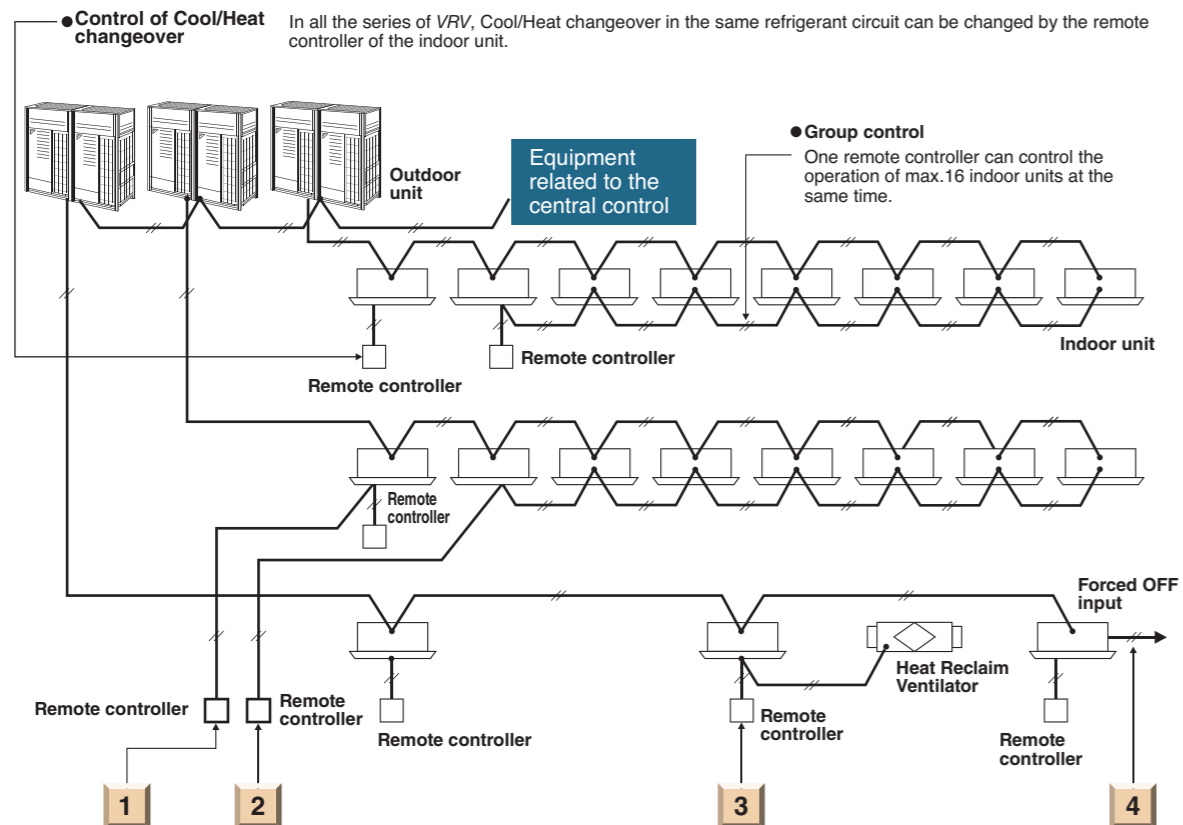 ●Control of Cool/Heat
changeover
In all the series of VRV, Cool/Heat changeover in the same refrigerant circuit can be changed by the remote
controller of the indoor unit.
●Group control
One remote controller can control the
operation of max.16 indoor units at the
same time.
Outdoor
unit
Equipment
related to the
central control
Indoor unit
Remote controller
Remote controller
Remote
controller
Forced OFF
input
Heat Reclaim
Ventilator
Remote controller
Remote
controller
Remote controller
Remote
controller
Remote
controller
1
2
3
4